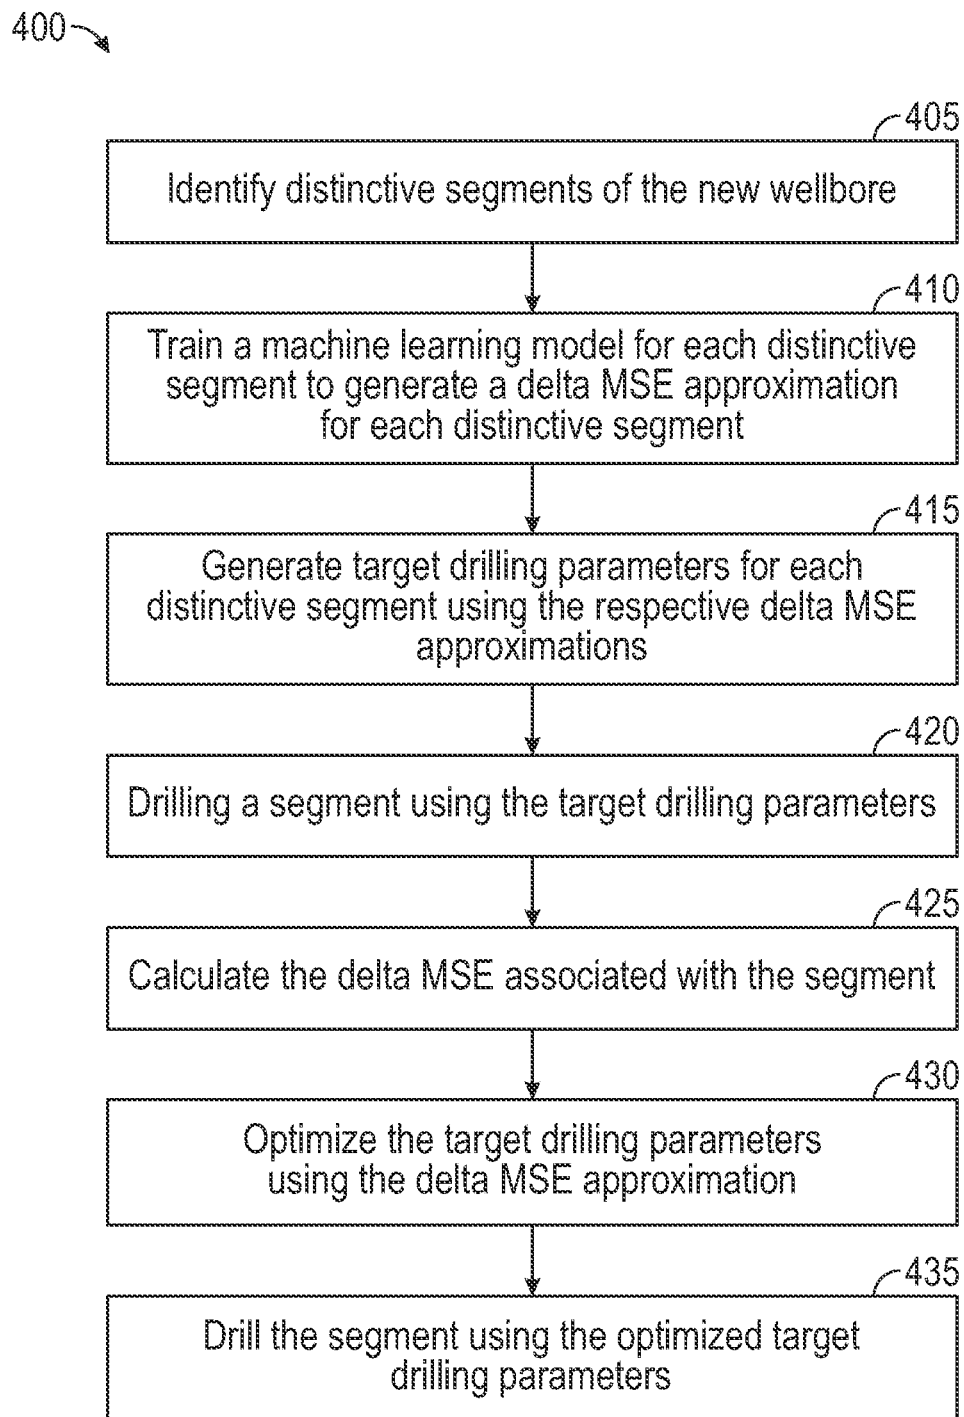 400
405
Identify distinctive segments of the new wellbore
410
Train a machine learning model for each distinctive
segment to generate a delta MSE approximation
for each distinctive segment
415
Generate target drilling parameters for each
distinctive segment using the respective delta MSE
approximations
420
Drilling a segment using the target drilling parameters
425
Calculate the delta MSE associated with the segment
430
Optimize the target drilling parameters
using the delta MSE approximation
435
Drill the segment using the optimized target
drilling parameters